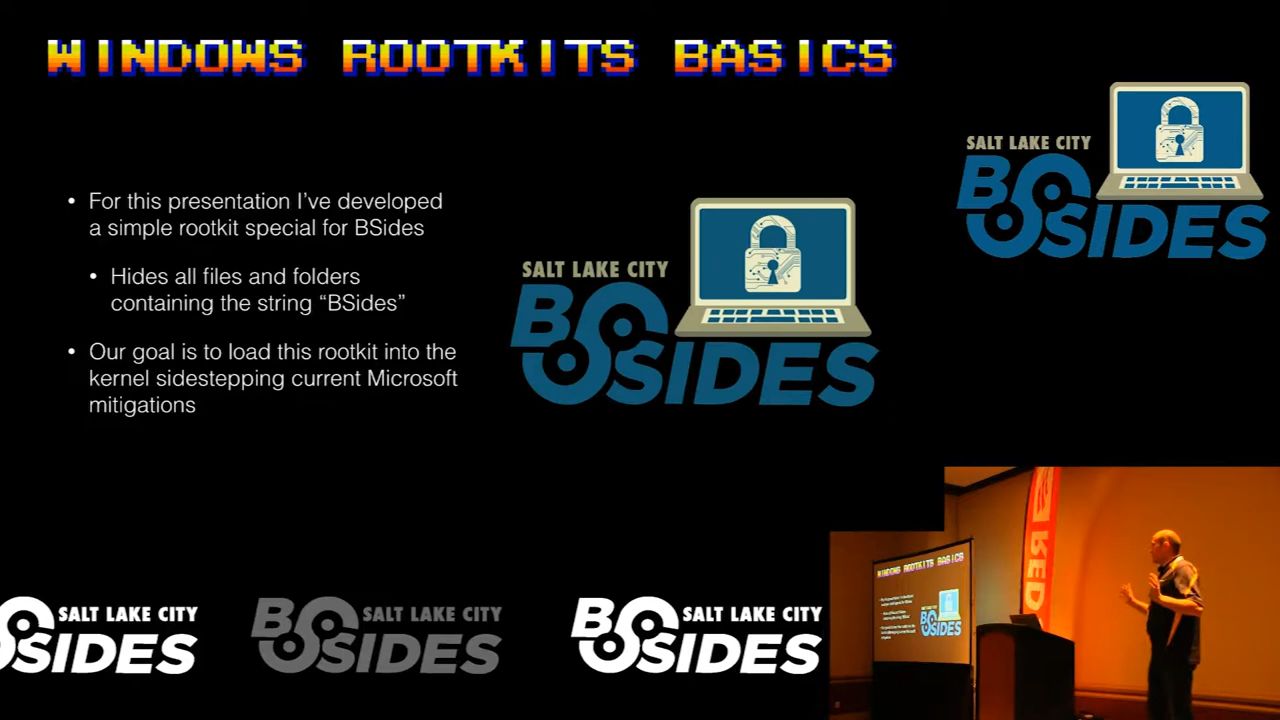 WINDOWS ROOTKITS BASICS
SALT LAKE CITY
BSIDES
• For this presentation I've developed
a simple rootkit special for BSides
• Hides all files and folders
containing the string “BSides”
• Our goal is to load this rootkit into the
kernel sidestepping current Microsoft
mitigations
SALT LAKE CITY
BSIDES
SALT LAKE CITY
SIDES
SALT LAKE CITY
BSIDES
SALT LAKE CITY
BSIDES
WINDOWS ROOTKITS BASICS
BSIDES
RED